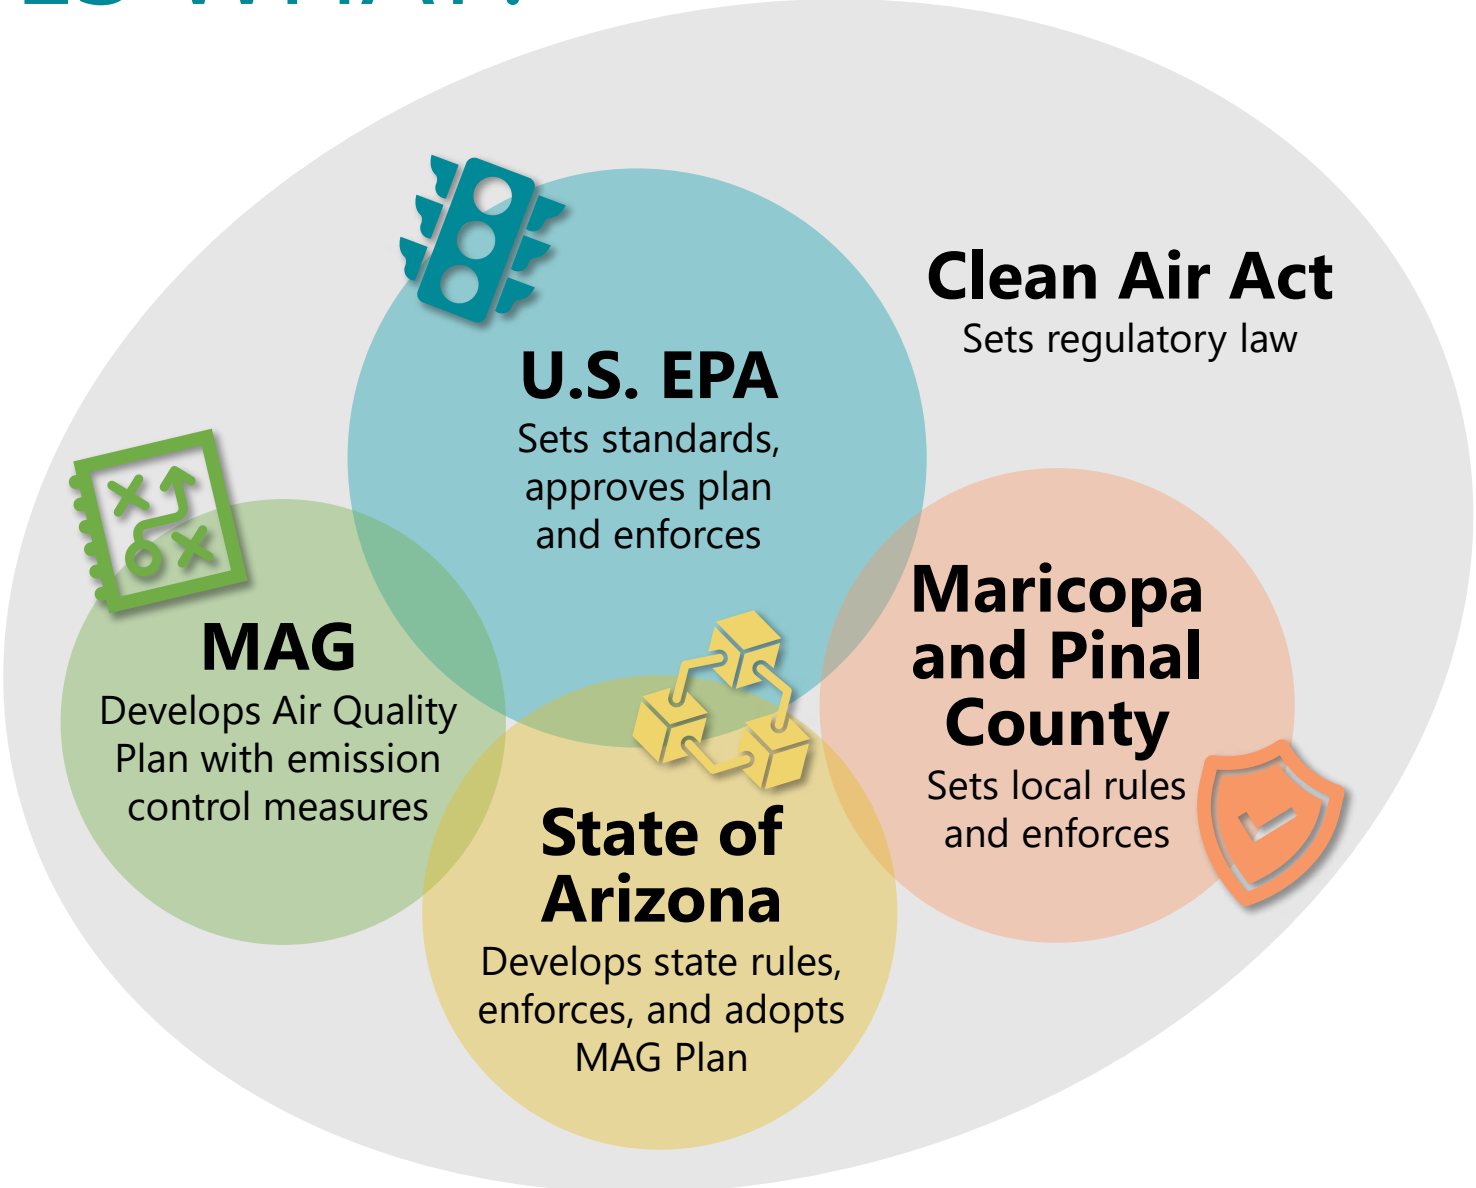 WHAT?
Clean Air Act
Sets regulatory law
U.S. EPA
Sets standards,
approves plan
and enforces
MAG
Develops Air Quality
Plan with emission
control measures
Maricopa
and Pinal
County
Sets local rules
and enforces
State of
Arizona
Develops state rules,
enforces, and adopts
MAG Plan